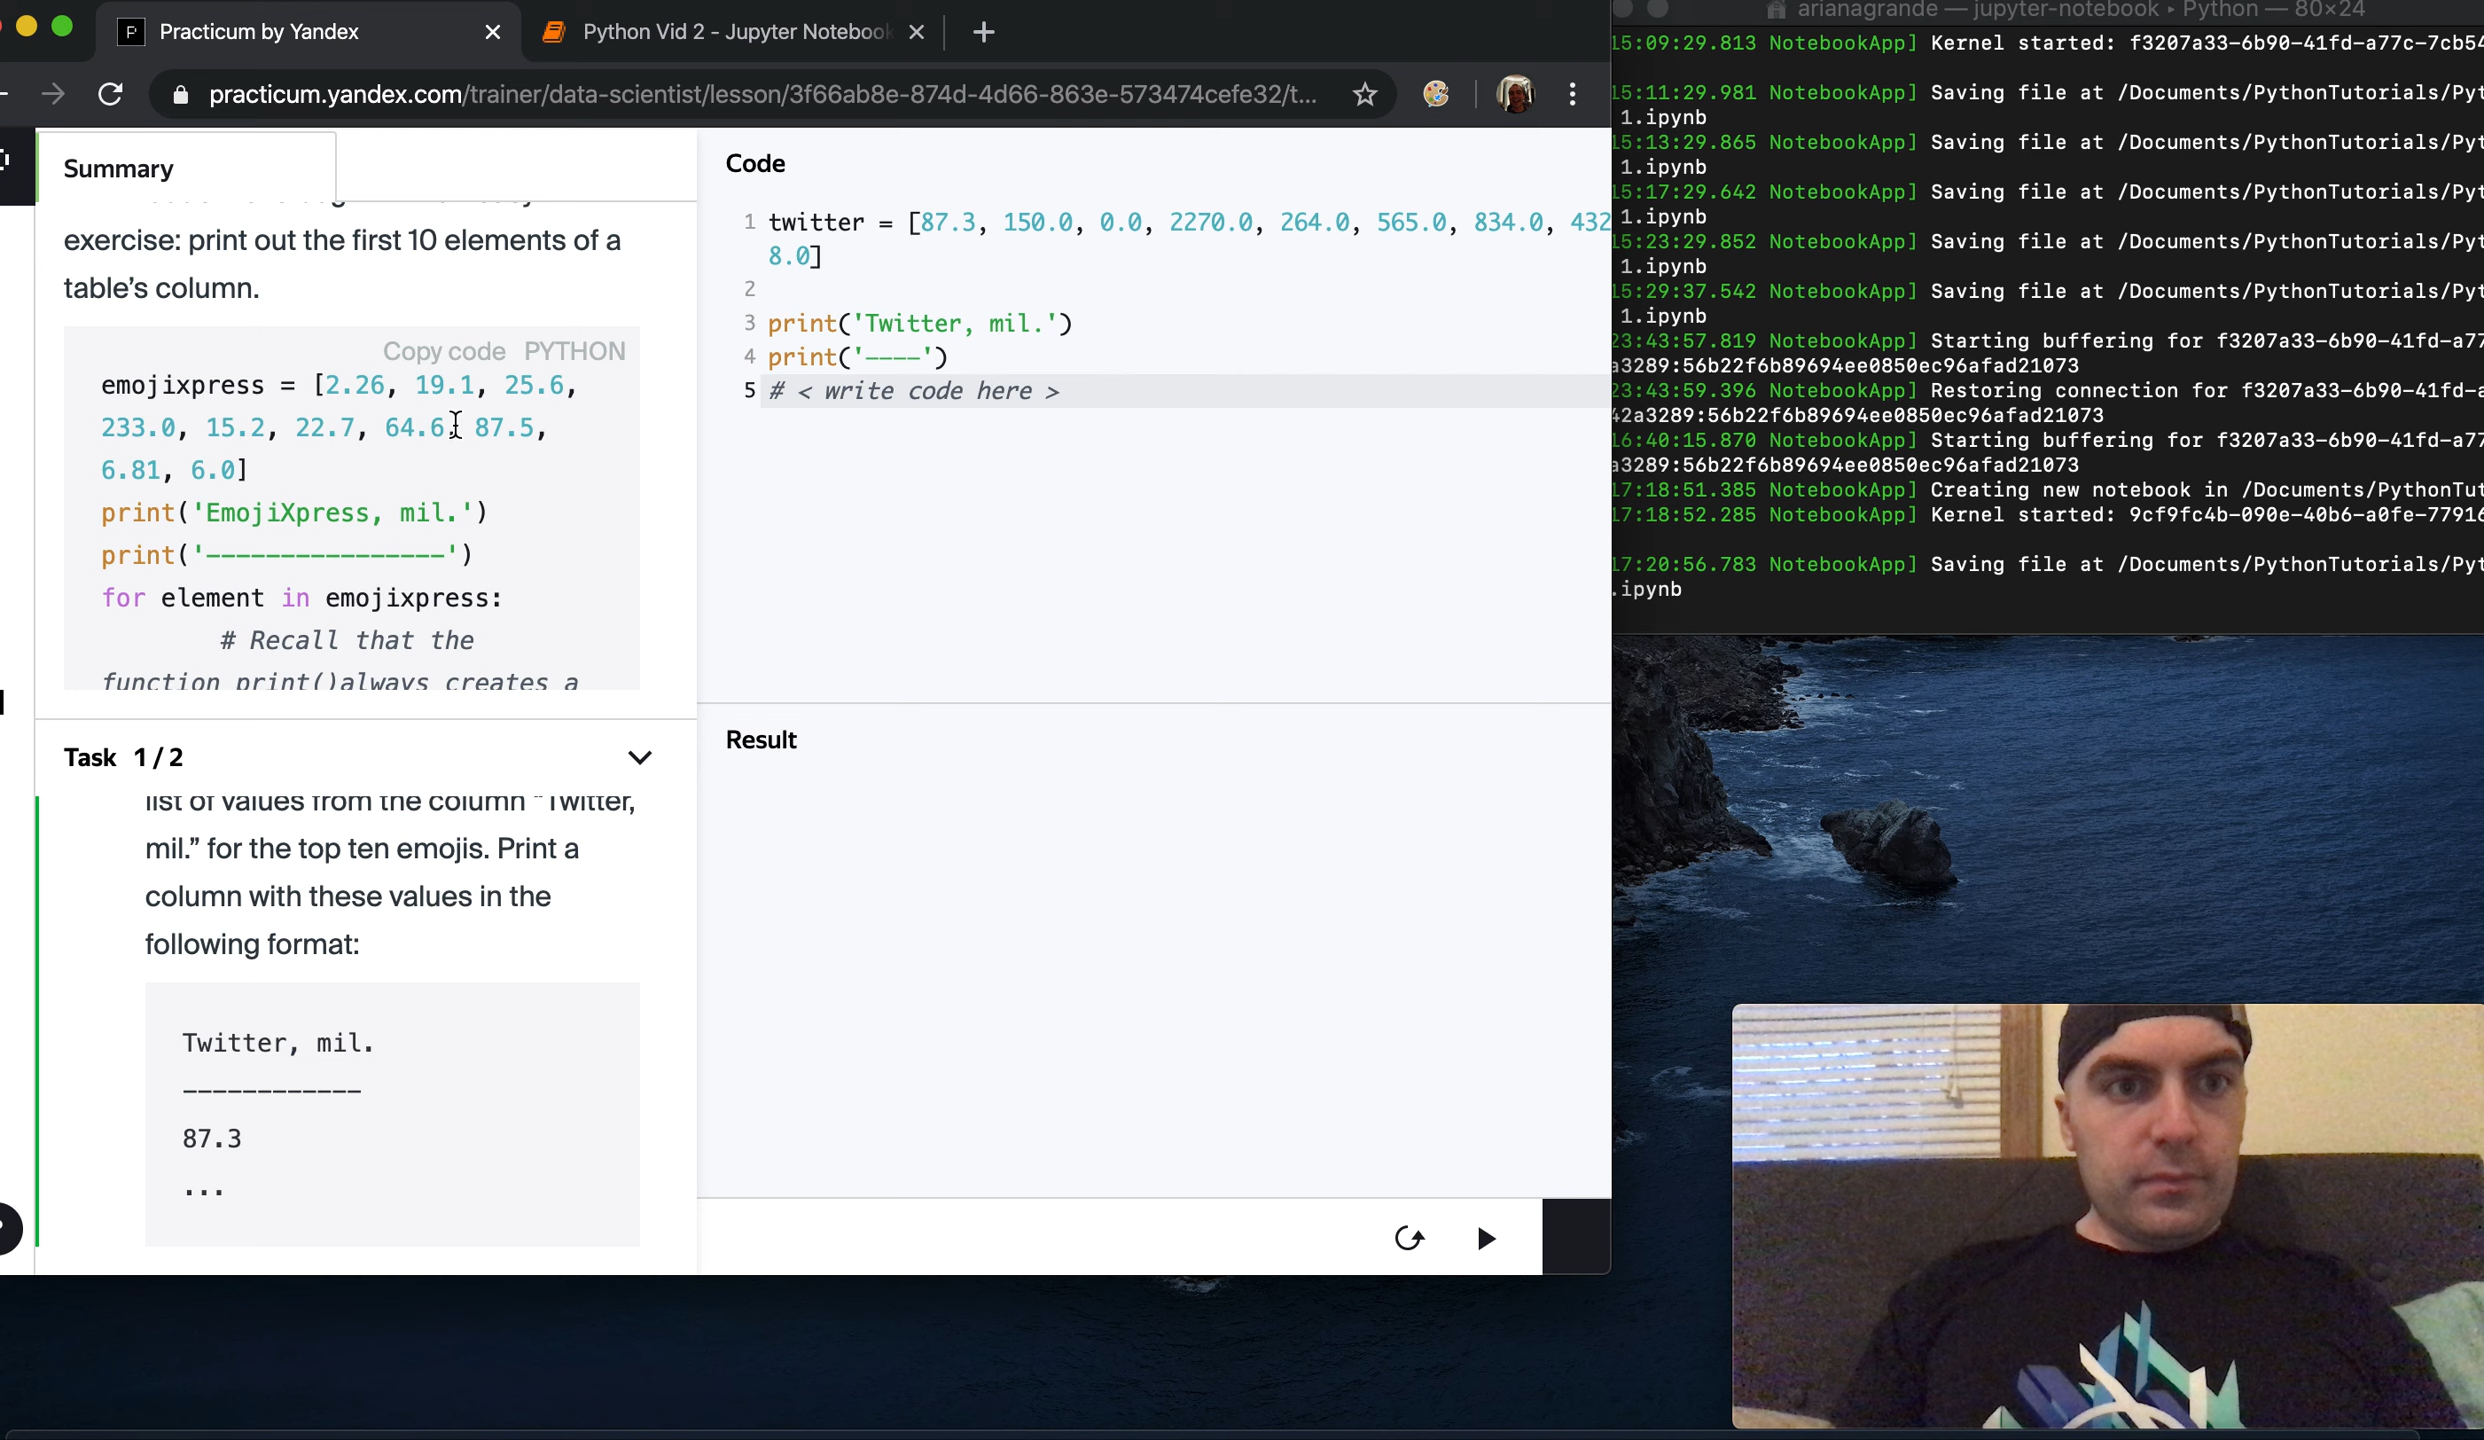 Practicum by Yandex
Python Vid 2 - Jupyter Notebook
practicum.yandex.com/trainer/data-scientist/lesson/3f66ab8e-874d-4d66-863e-573474cefe32/t...
Summary
exercise: print out the first 10 elements of a
table’s column.
Copy code PYTHON
emojixpress = [2.26, 19.1, 25.6,
233.0, 15.2, 22.7, 64.6, 87.5,
6.81, 6.0]
print('EmojiXpress, mil.')
print('----------------')
for element in emojixpress:
# Recall that the
function print()always creates a
Task 1 / 2
list of values from the column “Twitter,
mil.” for the top ten emojis. Print a
column with these values in the
following format:
Twitter, mil.
------------
87.3
...
Code
1 twitter = [87.3, 150.0, 0.0, 2270.0, 264.0, 565.0, 834.0, 432
8.0]
2
3 print('Twitter, mil.')
4 print('----')
5 # < write code here >
Result
arianagrande — jupyter-notebook ▸ Python — 80×24
15:09:29.813 NotebookApp] Kernel started: f3207a33-6b90-41fd-a77c-7cb54
15:11:29.981 NotebookApp] Saving file at /Documents/PythonTutorials/Pyt
1.ipynb
15:13:29.865 NotebookApp] Saving file at /Documents/PythonTutorials/Pyt
1.ipynb
15:17:29.642 NotebookApp] Saving file at /Documents/PythonTutorials/Pyt
1.ipynb
15:23:29.852 NotebookApp] Saving file at /Documents/PythonTutorials/Pyt
1.ipynb
15:29:37.542 NotebookApp] Saving file at /Documents/PythonTutorials/Pyt
1.ipynb
23:43:57.819 NotebookApp] Starting buffering for f3207a33-6b90-41fd-a77
a3289:56b22f6b89694ee0850ec96afad21073
23:43:59.396 NotebookApp] Restoring connection for f3207a33-6b90-41fd-a
42a3289:56b22f6b89694ee0850ec96afad21073
16:40:15.870 NotebookApp] Starting buffering for f3207a33-6b90-41fd-a77
a3289:56b22f6b89694ee0850ec96afad21073
17:18:51.385 NotebookApp] Creating new notebook in /Documents/PythonTut
17:18:52.285 NotebookApp] Kernel started: 9cf9fc4b-090e-40b6-a0fe-77916
17:20:56.783 NotebookApp] Saving file at /Documents/PythonTutorials/Pyt
.ipynb